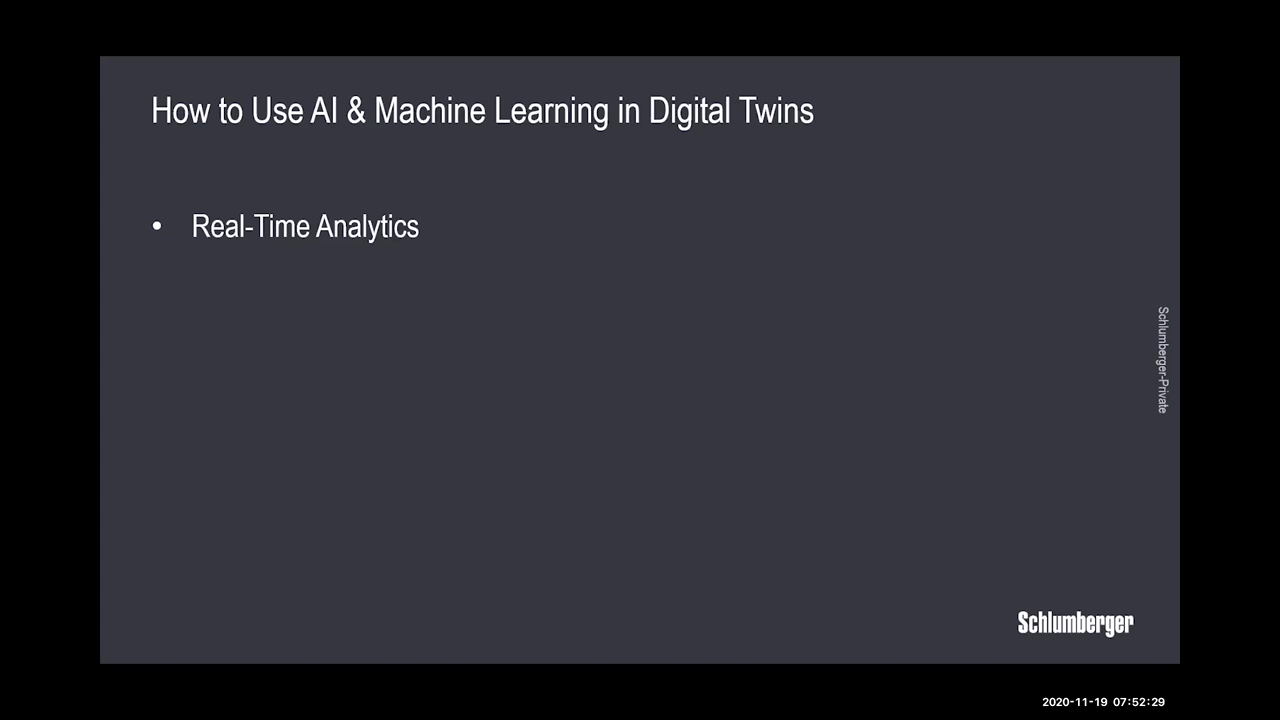 How to Use AI & Machine Learning in Digital Twins
• Real-Time Analytics
Schlumberger-Private
Schlumberger
2020-11-19 07:52:29